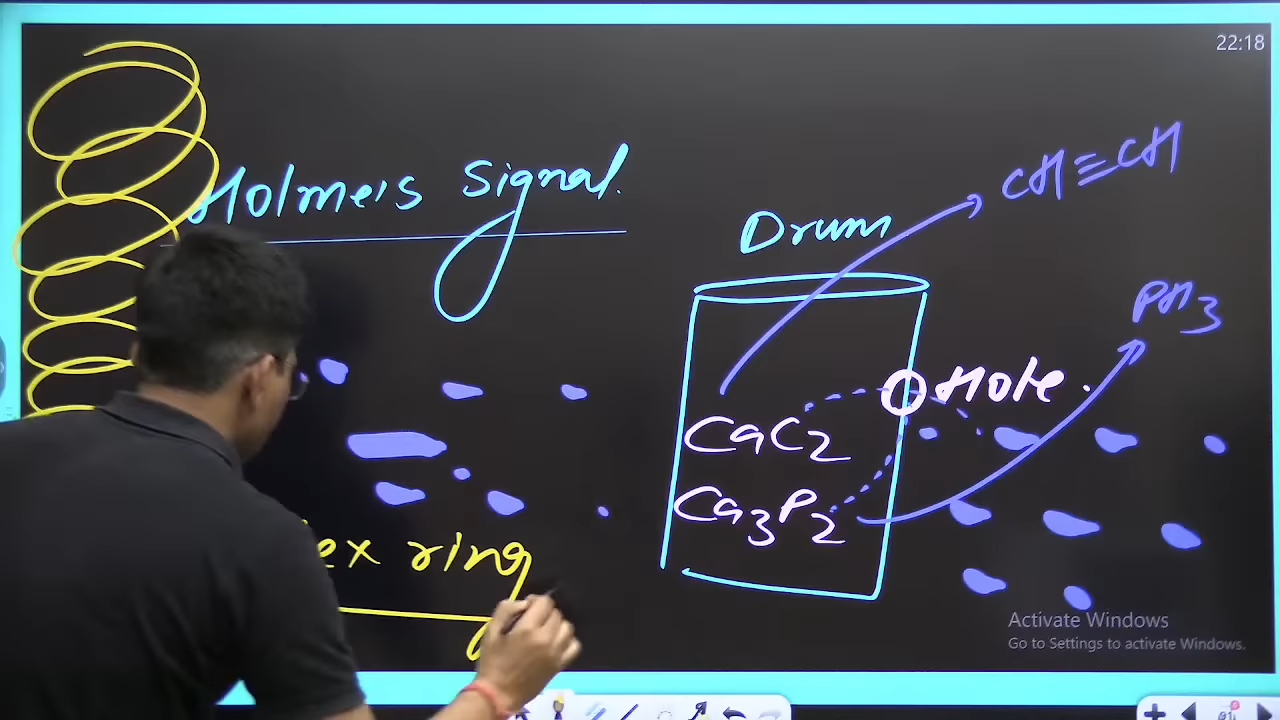 22:18
Holmers Signal.
CH≡CH
Drum
PH3
Hole.
CaC2
Ca3P2
ex ring
Activate Windows
Go to Settings to activate Windows.